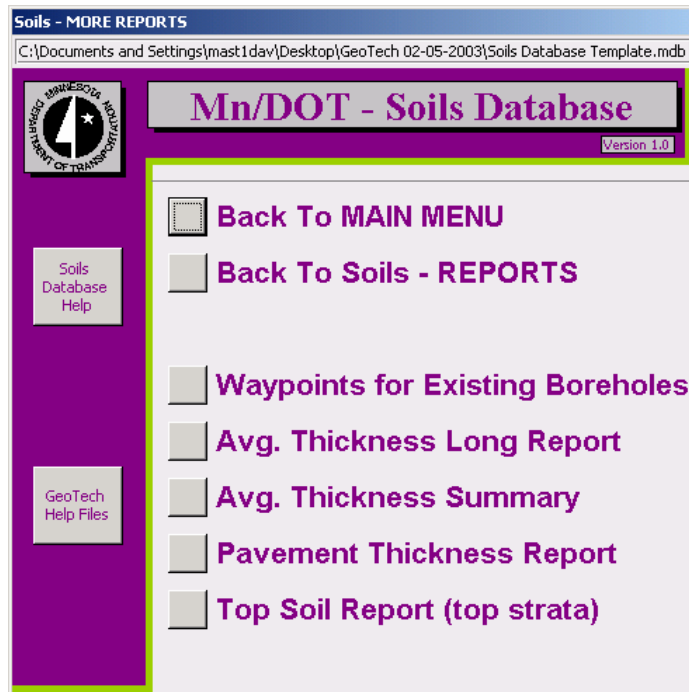 Soils - MORE REPORTS
C:\Documents and Settings\mast1dav\Desktop\GeoTech 02-05-2003\Soils Database Template.mdb
MINNESOTA
DEPARTMENT OF TRANSPORTATION
Mn/DOT - Soils Database
Version 1.0
Back To MAIN MENU
Back To Soils - REPORTS
Soils
Database
Help
Waypoints for Existing Boreholes
Avg. Thickness Long Report
Avg. Thickness Summary
GeoTech
Help Files
Pavement Thickness Report
Top Soil Report (top strata)